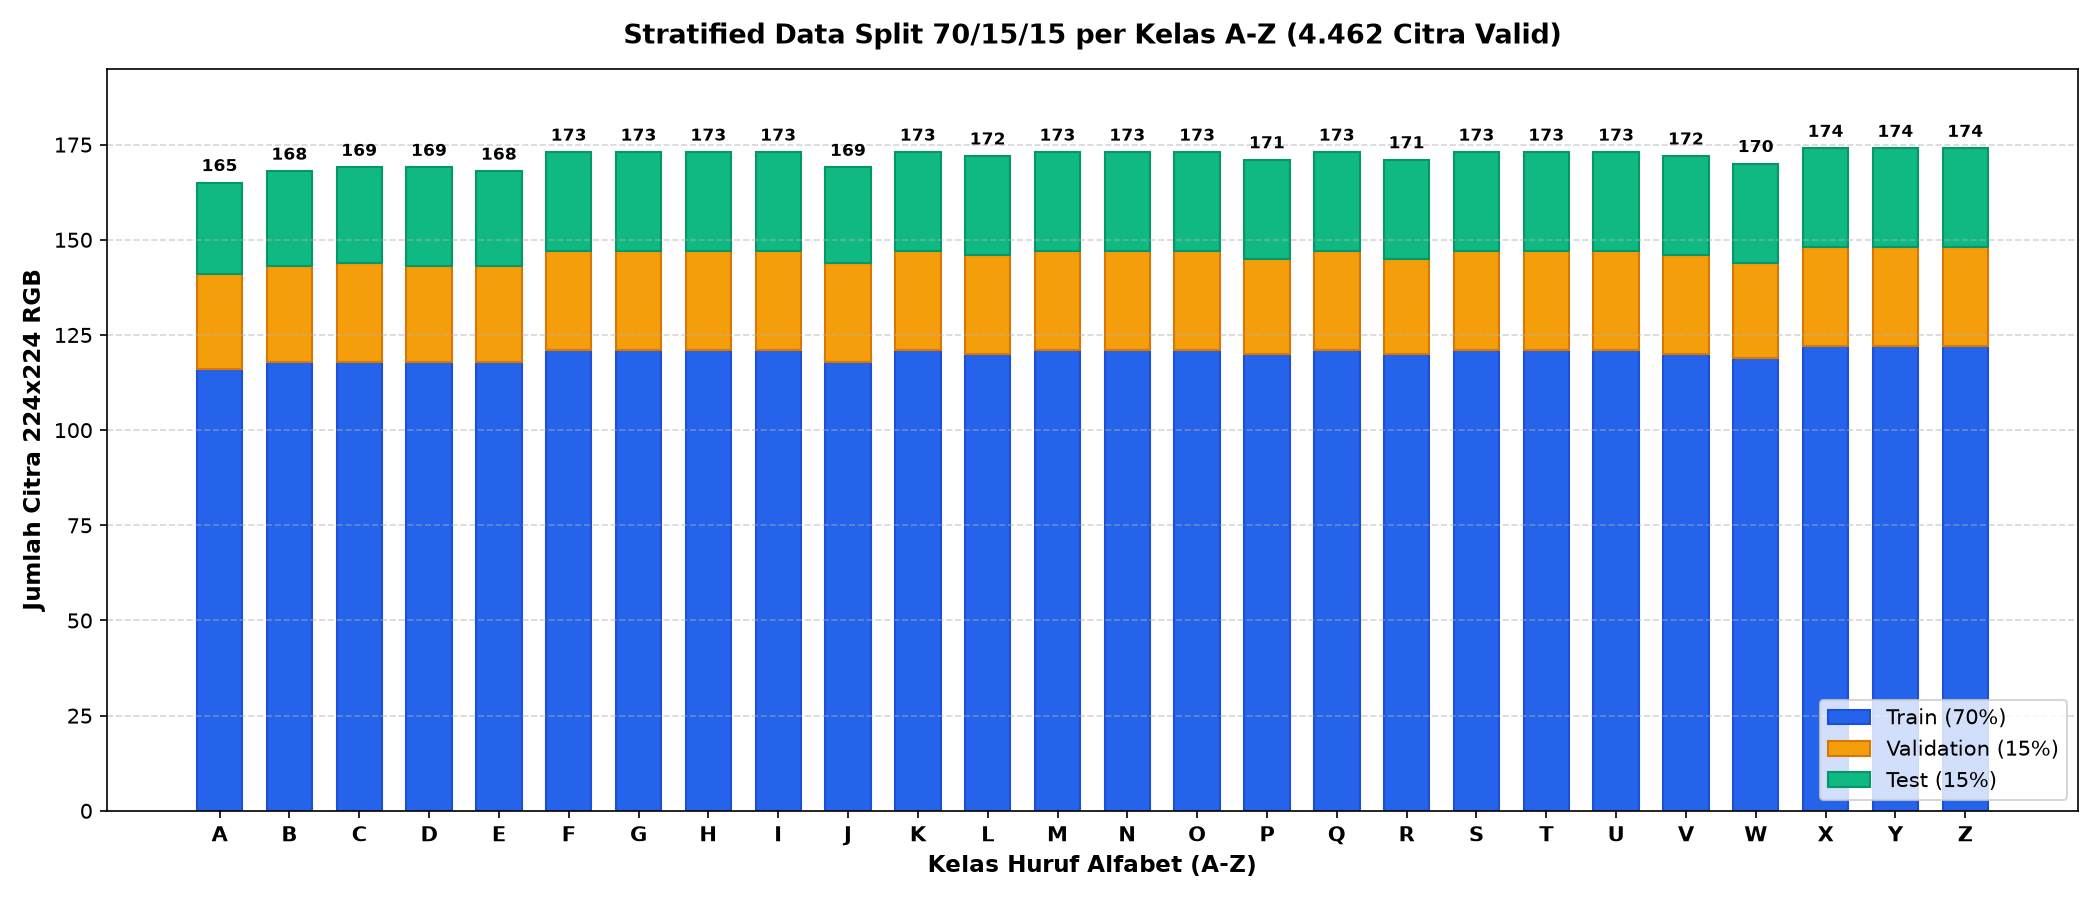 Stratified Data Split 70/15/15 per Kelas A-Z (4.462 Citra Valid)
Jumlah Citra 224x224 RGB
175
150
125
100
75
50
25
0
165 168 169 169 168 173 173 173 173 169 173 172 173 173 173 171 173 171 173 173 173 172 170 174 174 174
Train (70%)
Validation (15%)
Test (15%)
A B C D E F G H I J K L M N O P Q R S T U V W X Y Z
Kelas Huruf Alfabet (A-Z)